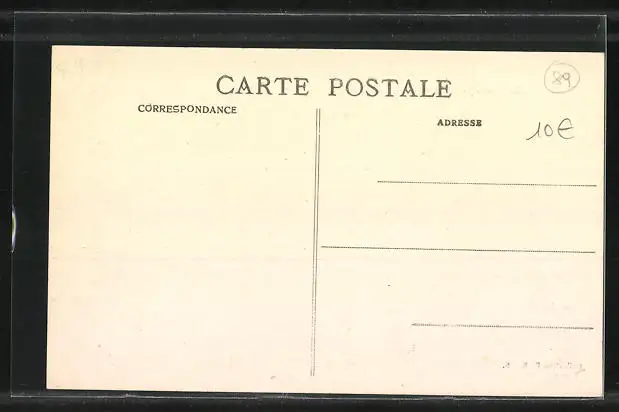 CARTE POSTALE
89
CORRESPONDANCE
ADRESSE
10€